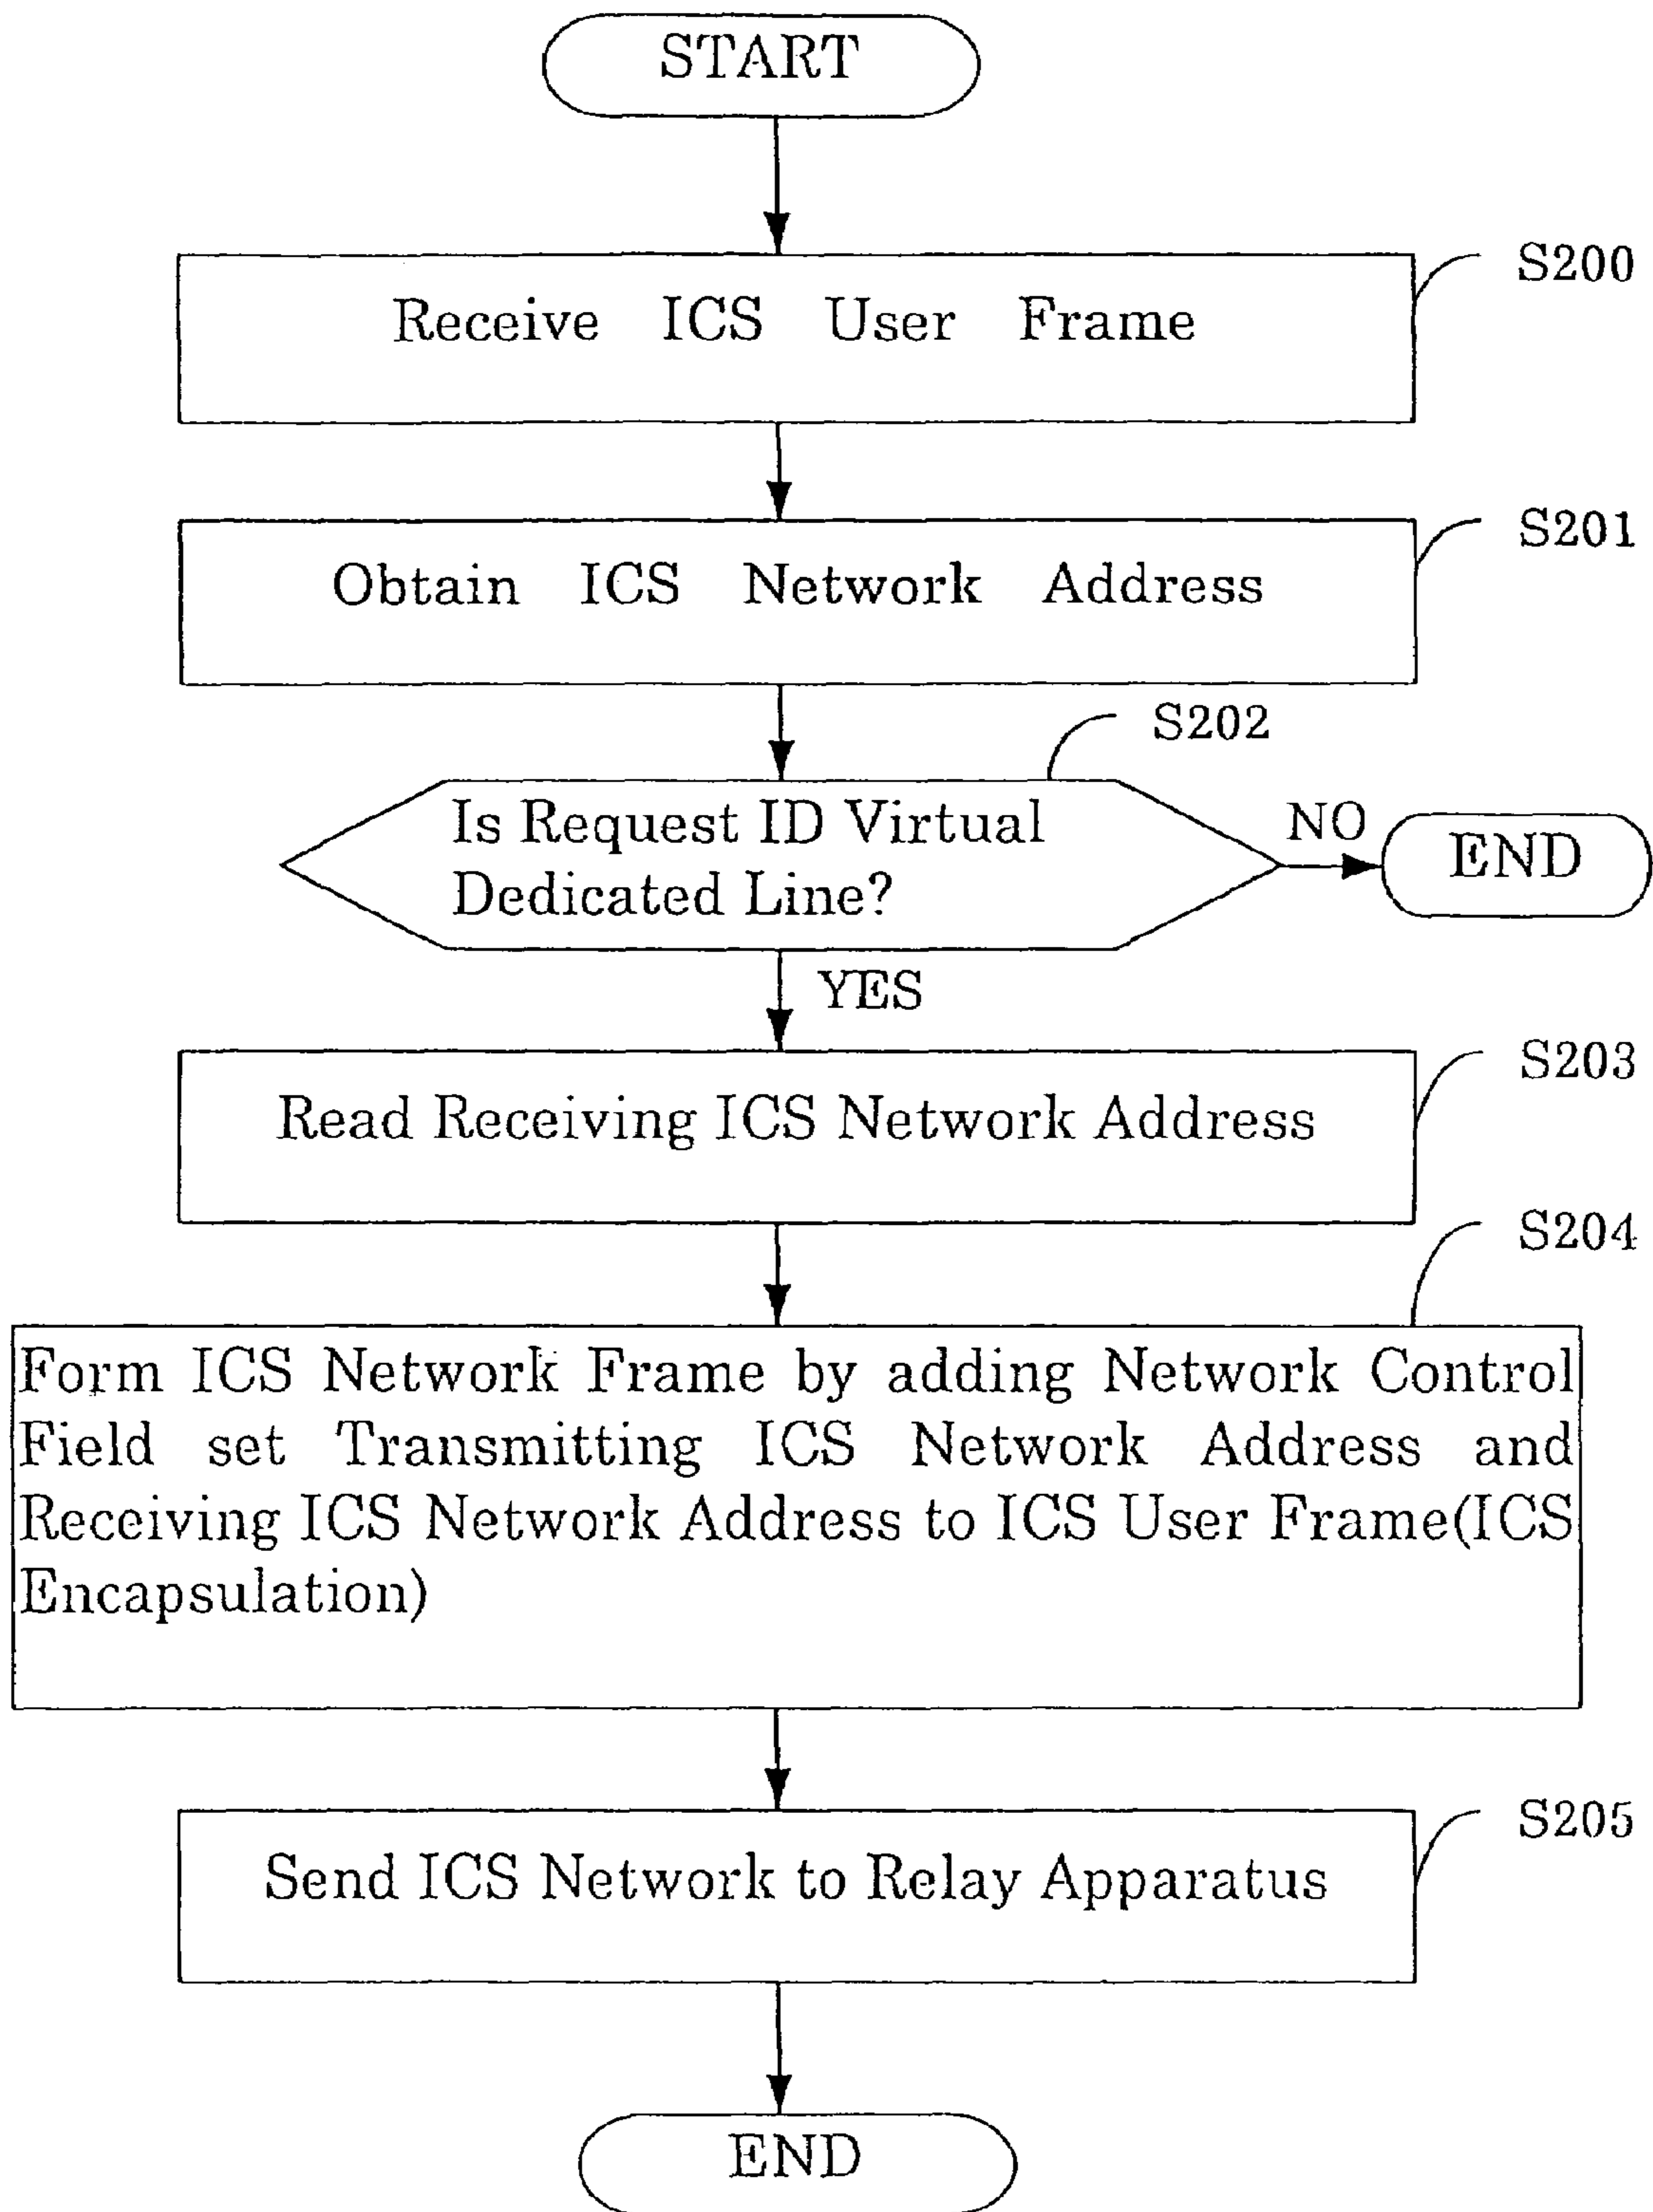 START
S200
Receive ICS User Frame
S201
Obtain ICS Network Address
S202
Is Request ID Virtual
Dedicated Line?
NO
END
YES
S203
Read Receiving ICS Network Address
S204
Form ICS Network Frame by adding Network Control
Field set Transmitting ICS Network Address and
Receiving ICS Network Address to ICS User Frame(ICS
Encapsulation)
S205
Send ICS Network to Relay Apparatus
END